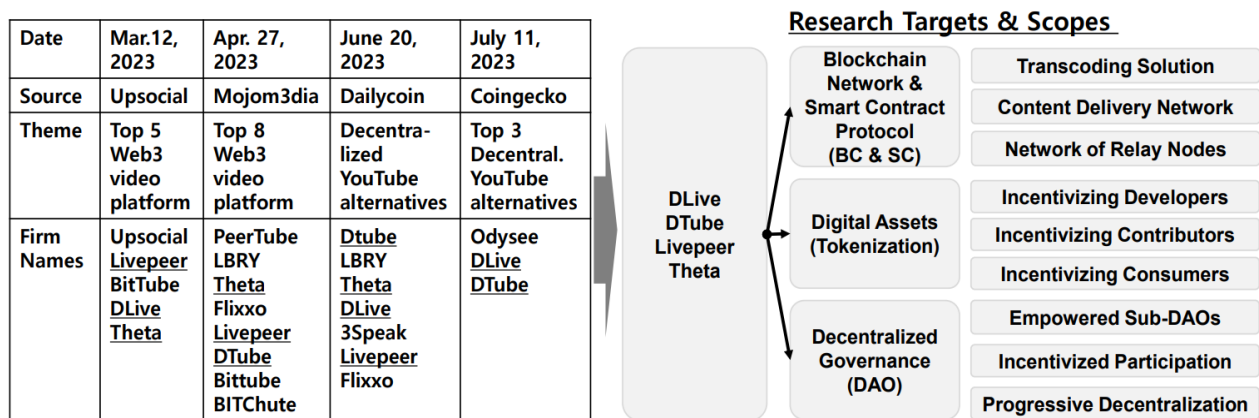 Research Targets & Scopes
Date
Mar.12,
2023
Apr. 27,
2023
June 20,
2023
July 11,
2023
Source
Upsocial
Mojom3dia
Dailycoin
Coingecko
Theme
Top 5
Web3
video
platform
Top 8
Web3
video
platform
Decentra-
lized
YouTube
alternatives
Top 3
Decentral.
YouTube
alternatives
Firm
Names
Upsocial
Livepeer
BitTube
DLive
Theta
PeerTube
LBRY
Theta
Flixxo
Livepeer
DTube
Bittube
BITChute
Dtube
LBRY
Theta
DLive
3Speak
Livepeer
Flixxo
Odysee
DLive
DTube
DLive
DTube
Livepeer
Theta
Blockchain
Network &
Smart Contract
Protocol
(BC & SC)
Transcoding Solution
Content Delivery Network
Network of Relay Nodes
Digital Assets
(Tokenization)
Incentivizing Developers
Incentivizing Contributors
Incentivizing Consumers
Decentralized
Governance
(DAO)
Empowered Sub-DAOs
Incentivized Participation
Progressive Decentralization